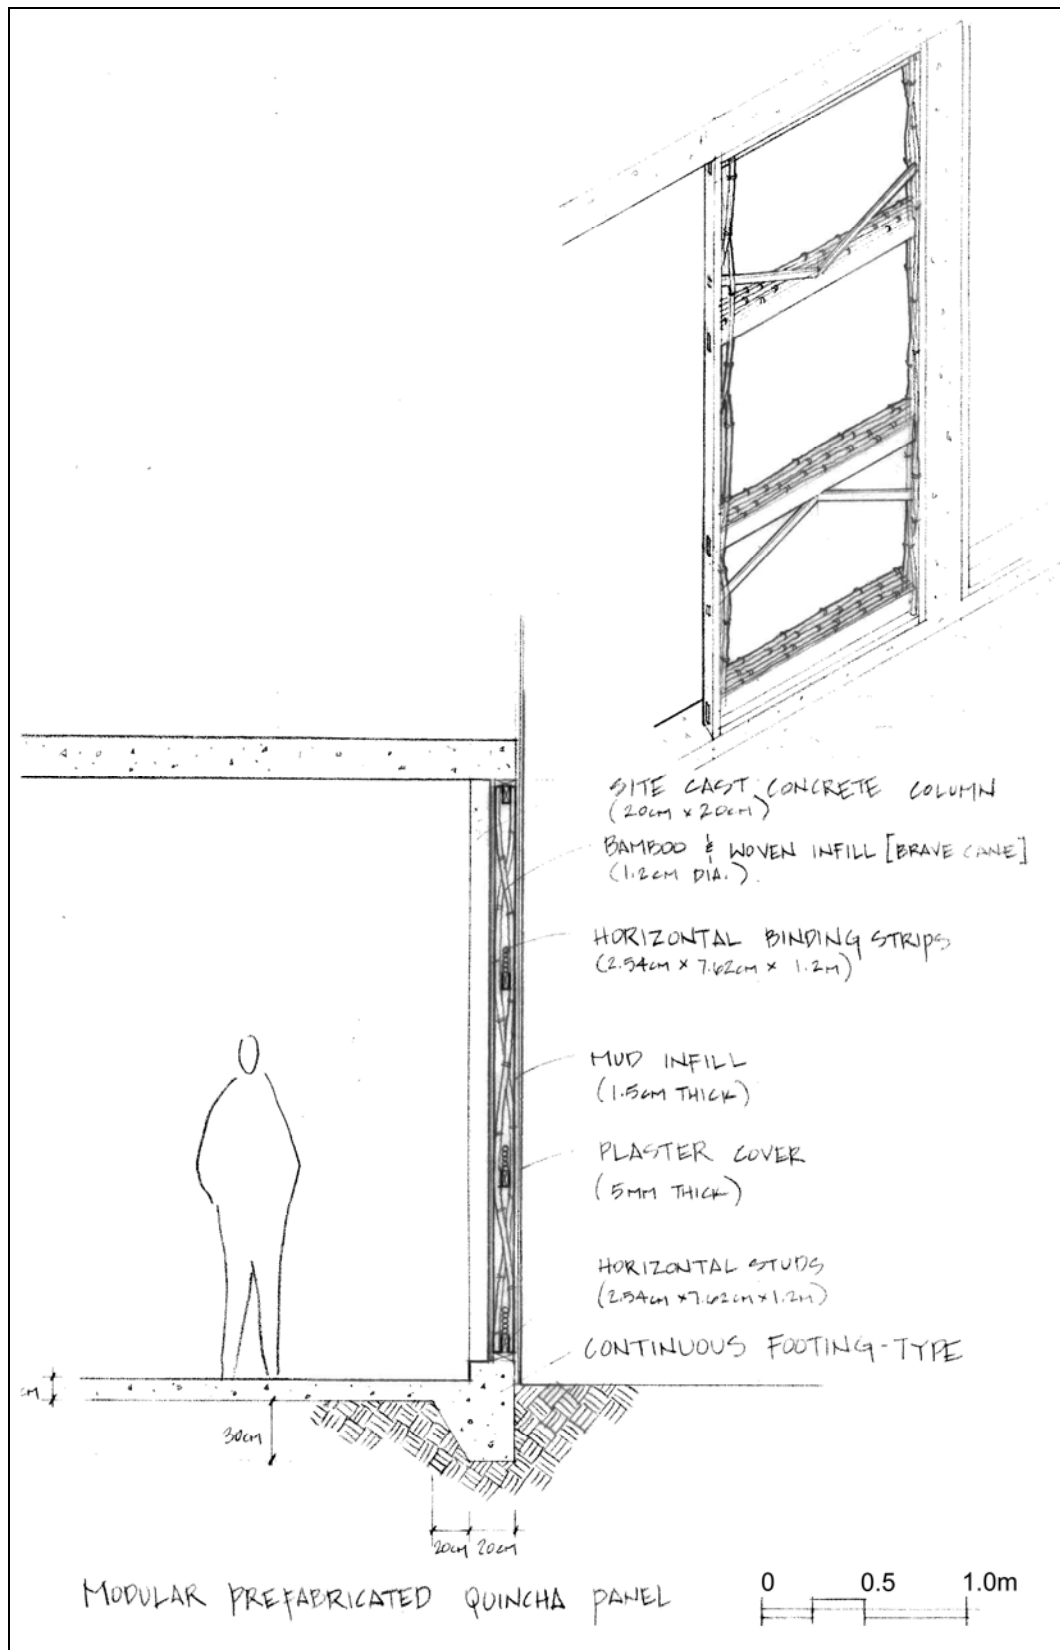 SITE CAST CONCRETE COLUMN
(20cm x 20cm)
BAMBOO & WOVEN INFILL [BRAVE CANE]
(1.2cm DIA.)
HORIZONTAL BINDING STRIPS
(2.54cm x 7.62cm x 1.2m)
MUD INFILL
(1.5cm THICK)
PLASTER COVER
(5mm THICK)
HORIZONTAL STUDS
(2.54cm x 7.62cm x 1.2m)
CONTINUOUS FOOTING-TYPE
cm
30cm
20cm 20cm
MODULAR PREFABRICATED QUINCHA PANEL
0 0.5 1.0m